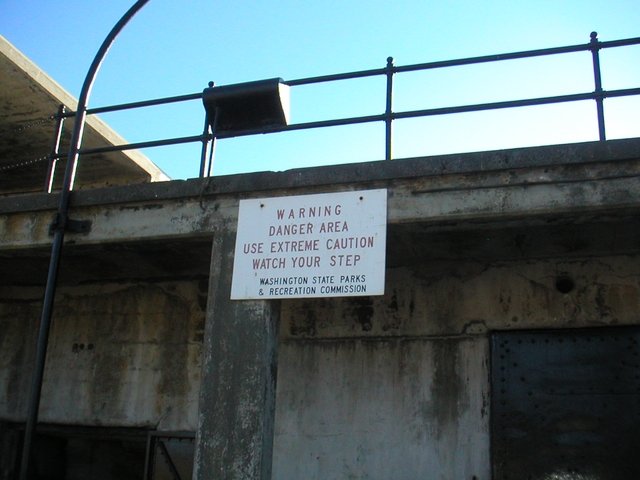 WARNING
DANGER AREA
USE EXTREME CAUTION
WATCH YOUR STEP
WASHINGTON STATE PARKS
& RECREATION COMMISSION